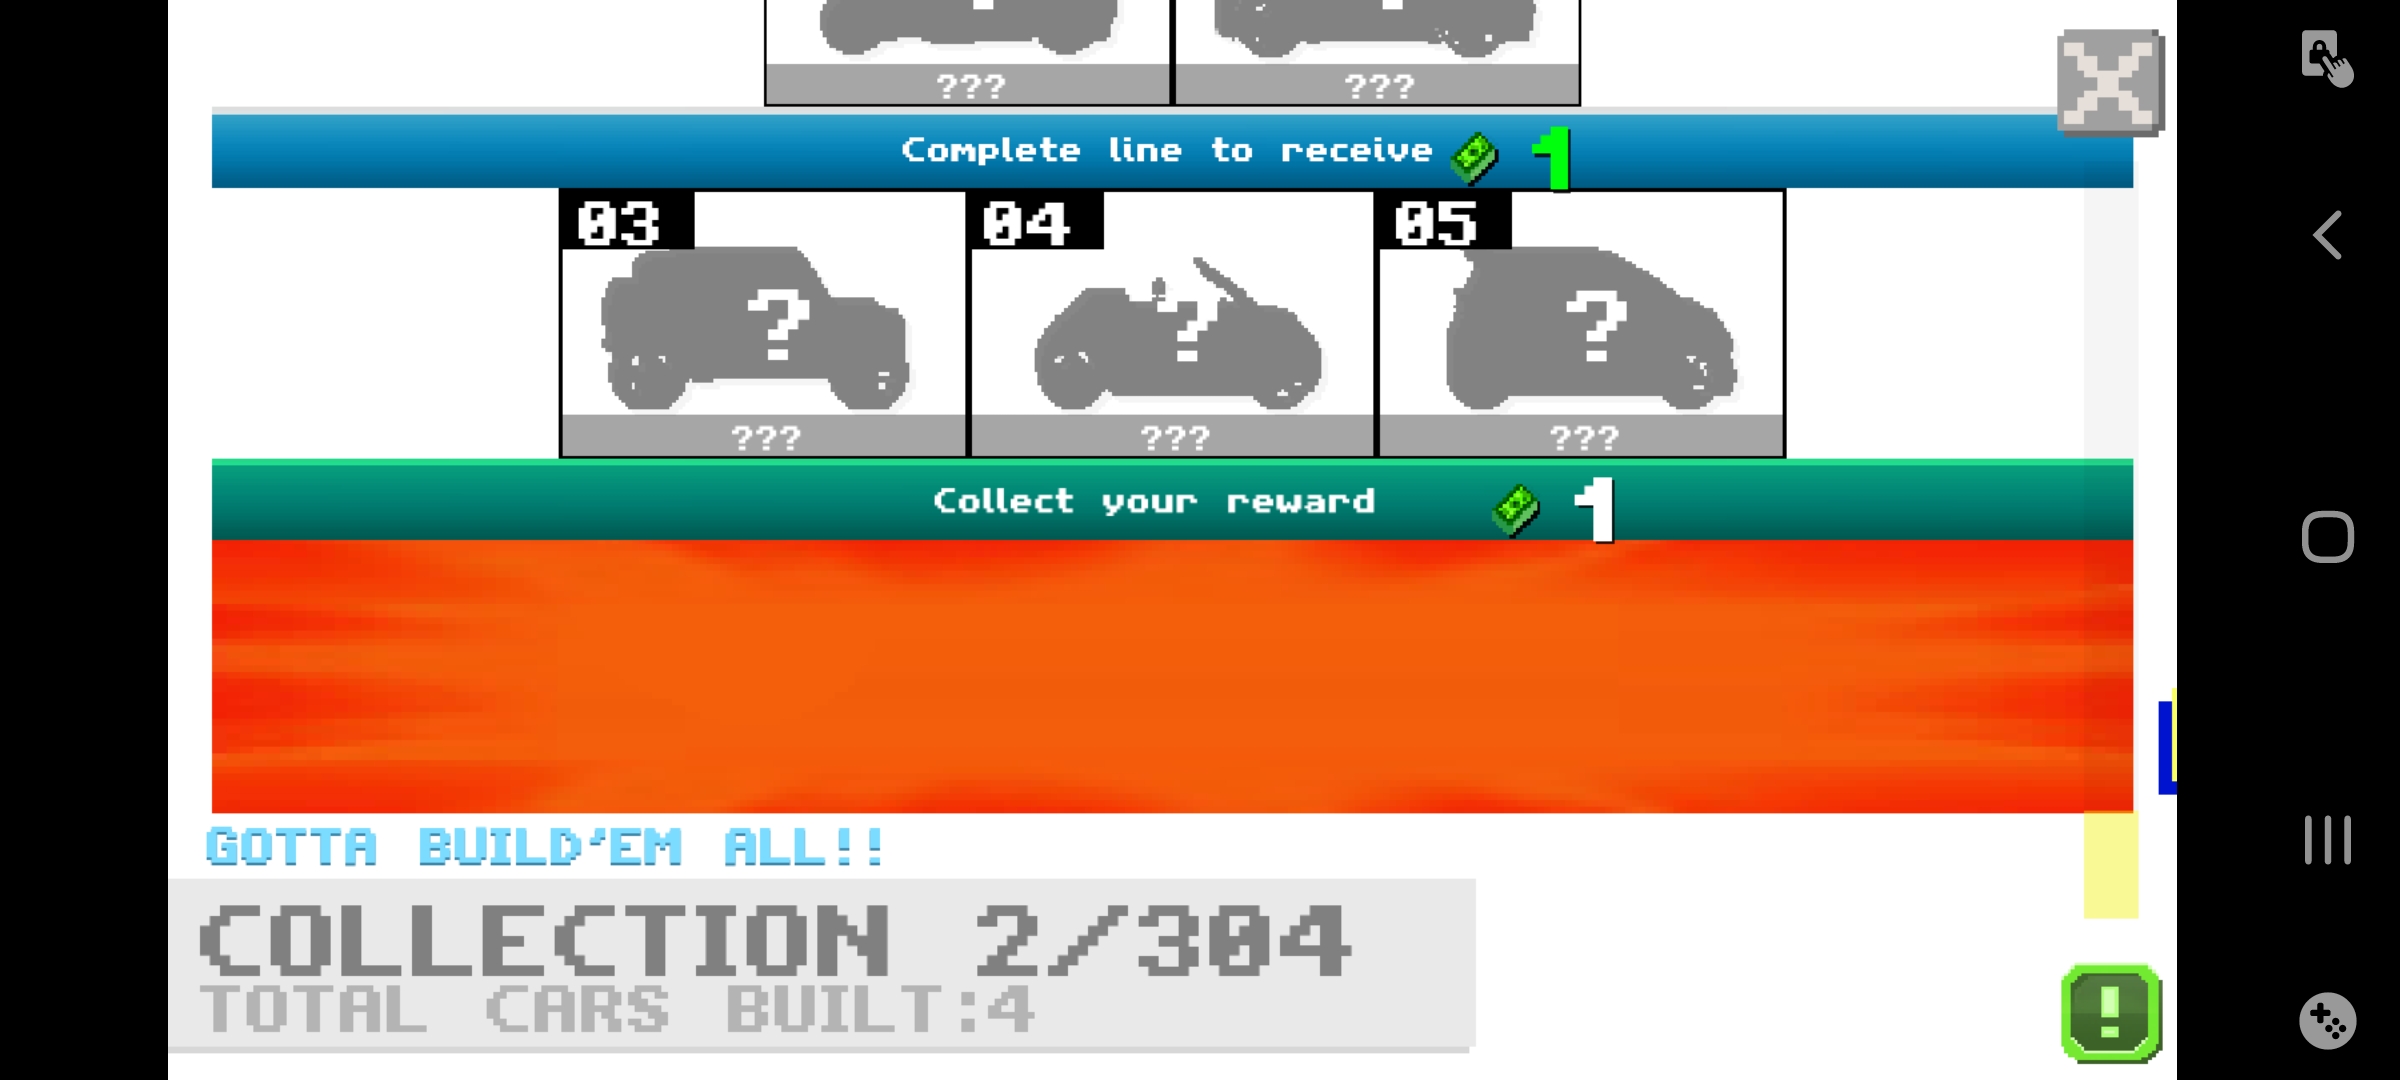 ??? ???
Complete line to receive 1
03 04 05
? ? ?
??? ??? ???
Collect your reward 1
GOTTA BUILD'EM ALL!!
COLLECTION 2/304
TOTAL CARS BUILT:4
!